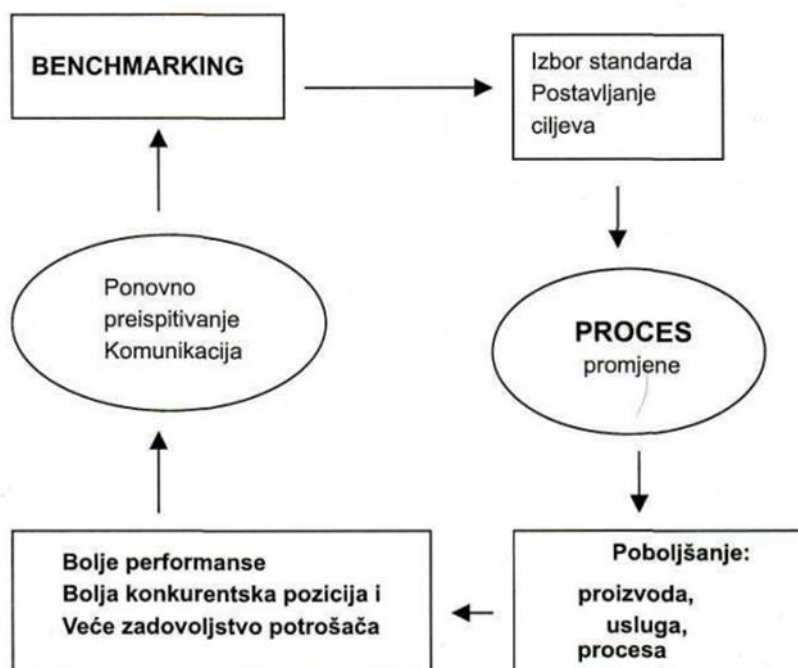 BENCHMARKING
Izbor standarda
Postavljanje
ciljeva
PROCES
promjene
Poboljšanje:
proizvoda,
usluga,
procesa
Bolje performanse
Bolja konkurentska pozicija i
Veće zadovoljstvo potrošača
Ponovno
preispitivanje
Komunikacija